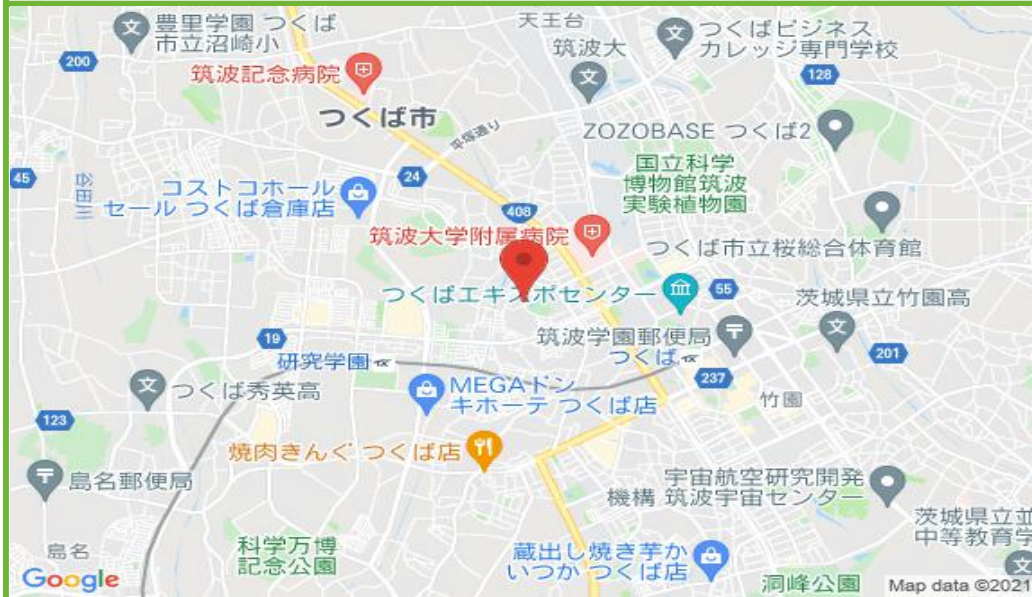 豊里学園 つくば
市立沼崎小
天王台
筑波大
つくばビジネス
カレッジ専門学校
200
筑波記念病院
128
つくば市
平塚通り
ZOZOBASE つくば2
45
谷田川
コストコホール
セール つくば倉庫店
24
国立科学
博物館筑波
実験植物園
408
筑波大学附属病院
つくば市立桜総合体育館
つくばエキスポセンター
55
茨城県立竹園高
19
研究学園
筑波学園郵便局
つくば
201
237
つくば秀英高
MEGAドン
キホーテ つくば店
竹園
123
焼肉きんぐ つくば店
島名郵便局
宇宙航空研究開発
機構 筑波宇宙センター
茨城県立並
中等教育学
島名
科学万博
記念公園
蔵出し焼き芋か
いつか つくば店
洞峰公園
Google
Map data ©2021